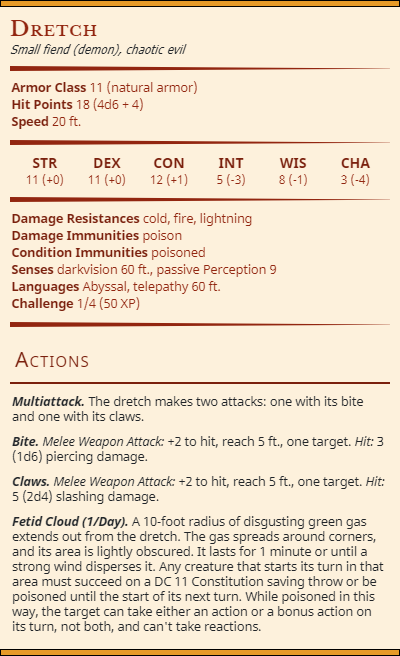 DRETCH
Small fiend (demon), chaotic evil
Armor Class 11 (natural armor)
Hit Points 18 (4d6 + 4)
Speed 20 ft.
STR DEX CON INT WIS CHA
11 (+0) 11 (+0) 12 (+1) 5 (-3) 8 (-1) 3 (-4)
Damage Resistances cold, fire, lightning
Damage Immunities poison
Condition Immunities poisoned
Senses darkvision 60 ft., passive Perception 9
Languages Abyssal, telepathy 60 ft.
Challenge 1/4 (50 XP)
ACTIONS
Multiattack. The dretch makes two attacks: one with its bite
and one with its claws.
Bite. Melee Weapon Attack: +2 to hit, reach 5 ft., one target. Hit: 3
(1d6) piercing damage.
Claws. Melee Weapon Attack: +2 to hit, reach 5 ft., one target. Hit:
5 (2d4) slashing damage.
Fetid Cloud (1/Day). A 10-foot radius of disgusting green gas
extends out from the dretch. The gas spreads around corners,
and its area is lightly obscured. It lasts for 1 minute or until a
strong wind disperses it. Any creature that starts its turn in that
area must succeed on a DC 11 Constitution saving throw or be
poisoned until the start of its next turn. While poisoned in this
way, the target can take either an action or a bonus action on
its turn, not both, and can't take reactions.